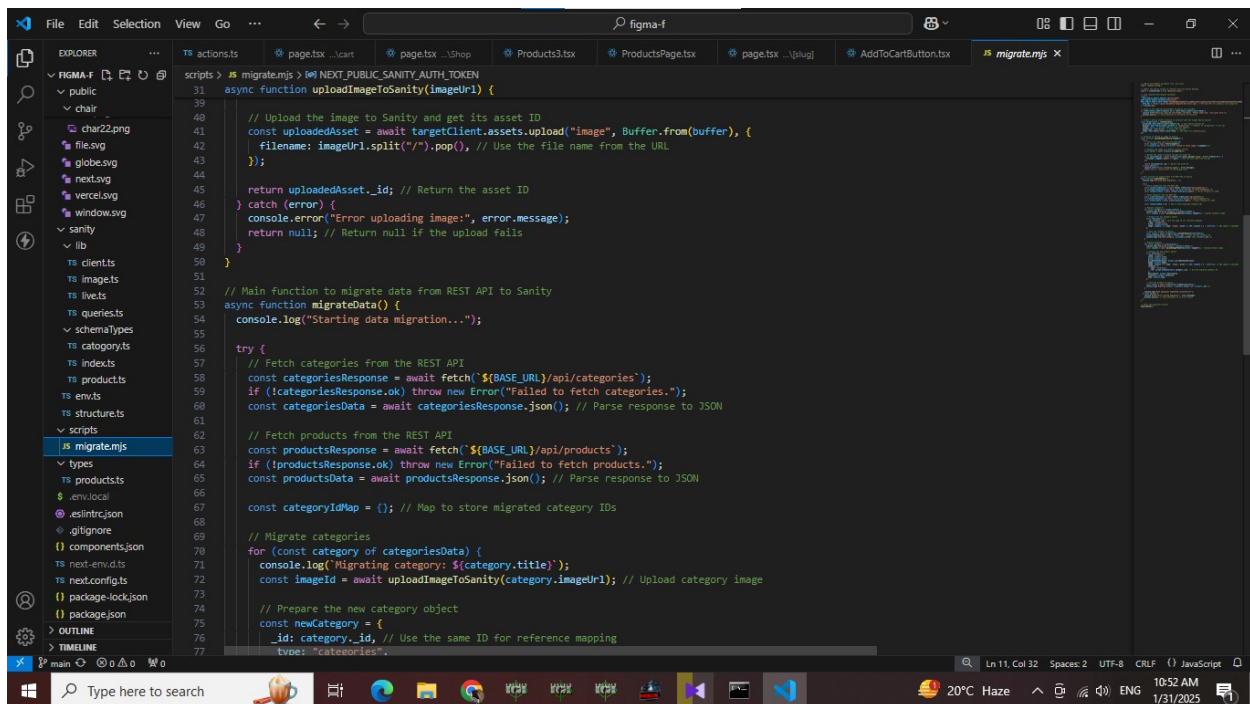 File Edit Selection View Go ··· figma-f
EXPLORER ···
TS actions.ts page.tsx ...\cart page.tsx ...\Shop Products3.tsx ProductsPage.tsx page.tsx ...\[slug] AddToCartButton.tsx JS migrate.mjs
FIGMA-F
public
chair
char22.png
file.svg
globe.svg
next.svg
vercel.svg
window.svg
sanity
lib
TS client.ts
TS image.ts
TS live.ts
TS queries.ts
schemaTypes
TS catogory.ts
TS index.ts
TS product.ts
TS env.ts
TS structure.ts
scripts
JS migrate.mjs
types
TS products.ts
$ .env.local
.eslintrc.json
.gitignore
{} components.json
TS next-env.d.ts
TS next.config.ts
{} package-lock.json
{} package.json
OUTLINE
TIMELINE
scripts > JS migrate.mjs > NEXT_PUBLIC_SANITY_AUTH_TOKEN
31 async function uploadImageToSanity(imageUrl) {
39
40 // Upload the image to Sanity and get its asset ID
41 const uploadedAsset = await targetClient.assets.upload("image", Buffer.from(buffer), {
42 filename: imageUrl.split("/").pop(), // Use the file name from the URL
43 });
44
45 return uploadedAsset._id; // Return the asset ID
46 } catch (error) {
47 console.error("Error uploading image:", error.message);
48 return null; // Return null if the upload fails
49 }
50 }
51
52 // Main function to migrate data from REST API to Sanity
53 async function migrateData() {
54 console.log("Starting data migration...");
55
56 try {
57 // Fetch categories from the REST API
58 const categoriesResponse = await fetch(`${BASE_URL}/api/categories`);
59 if (!categoriesResponse.ok) throw new Error("Failed to fetch categories.");
60 const categoriesData = await categoriesResponse.json(); // Parse response to JSON
61
62 // Fetch products from the REST API
63 const productsResponse = await fetch(`${BASE_URL}/api/products`);
64 if (!productsResponse.ok) throw new Error("Failed to fetch products.");
65 const productsData = await productsResponse.json(); // Parse response to JSON
66
67 const categoryIdMap = {}; // Map to store migrated category IDs
68
69 // Migrate categories
70 for (const category of categoriesData) {
71 console.log(`Migrating category: ${category.title}`);
72 const imageId = await uploadImageToSanity(category.imageUrl); // Upload category image
73
74 // Prepare the new category object
75 const newCategory = {
76 _id: category._id, // Use the same ID for reference mapping
77 _type: "categories",
main 0 0 0 Ln 11, Col 32 Spaces: 2 UTF-8 CRLF {} JavaScript
Type here to search 20°C Haze ENG 10:52 AM
1/31/2025